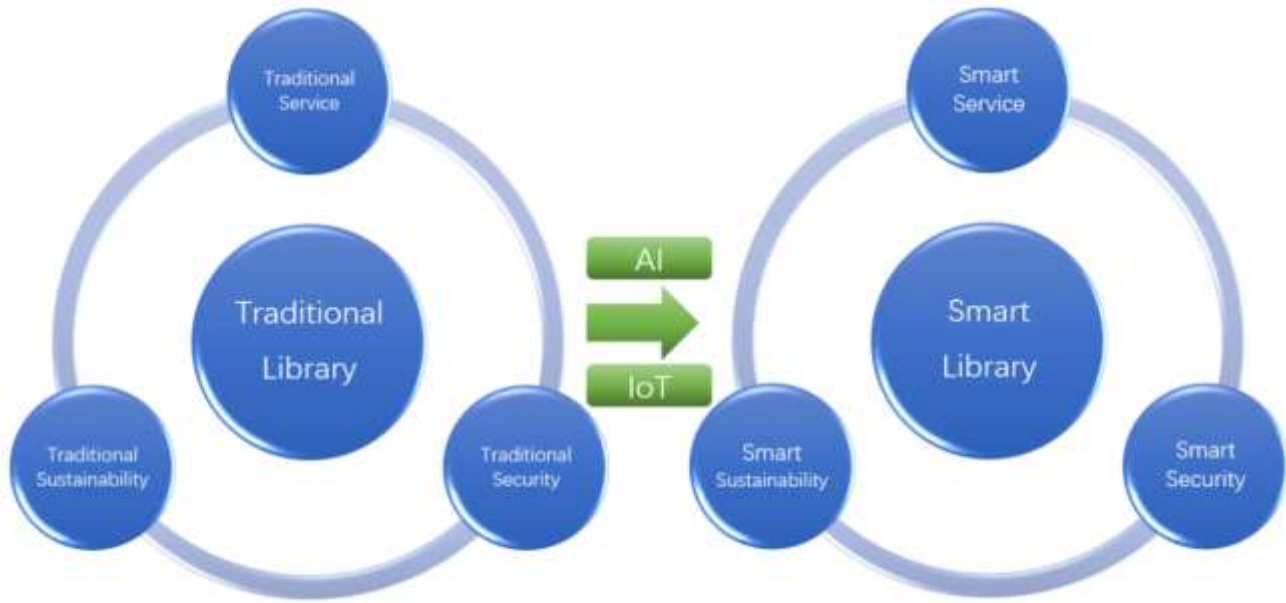 Traditional
Service
Traditional
Library
Traditional
Sustainability
Traditional
Security
AI
IoT
Smart
Service
Smart
Library
Smart
Sustainability
Smart
Security